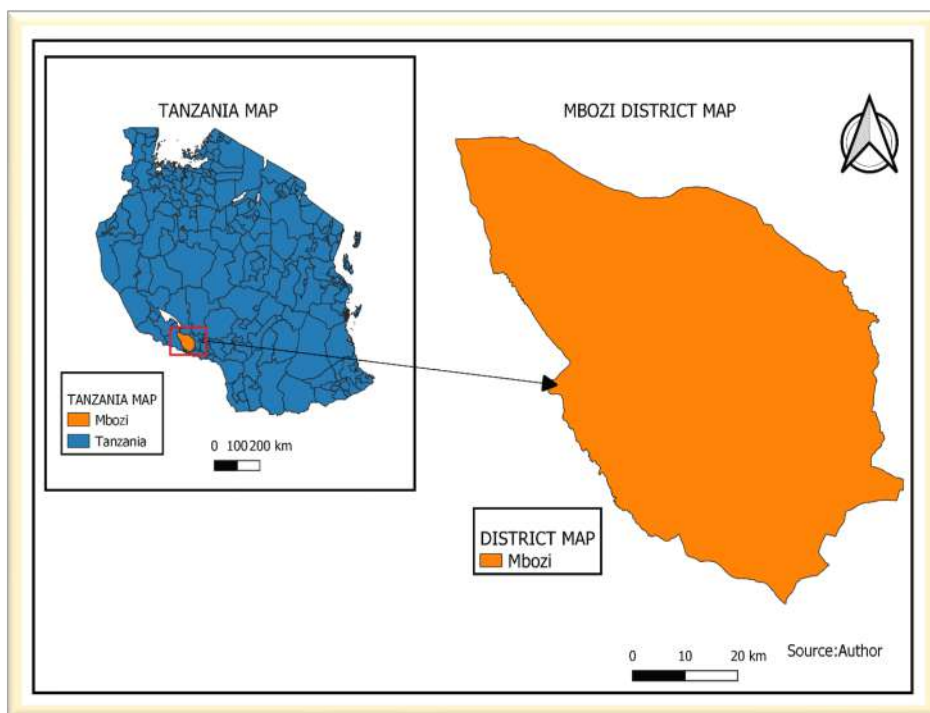 TANZANIA MAP
TANZANIA MAP
Mbozi
Tanzania
0 100200 km
MBOZI DISTRICT MAP
DISTRICT MAP
Mbozi
0 10 20 km
Source:Author